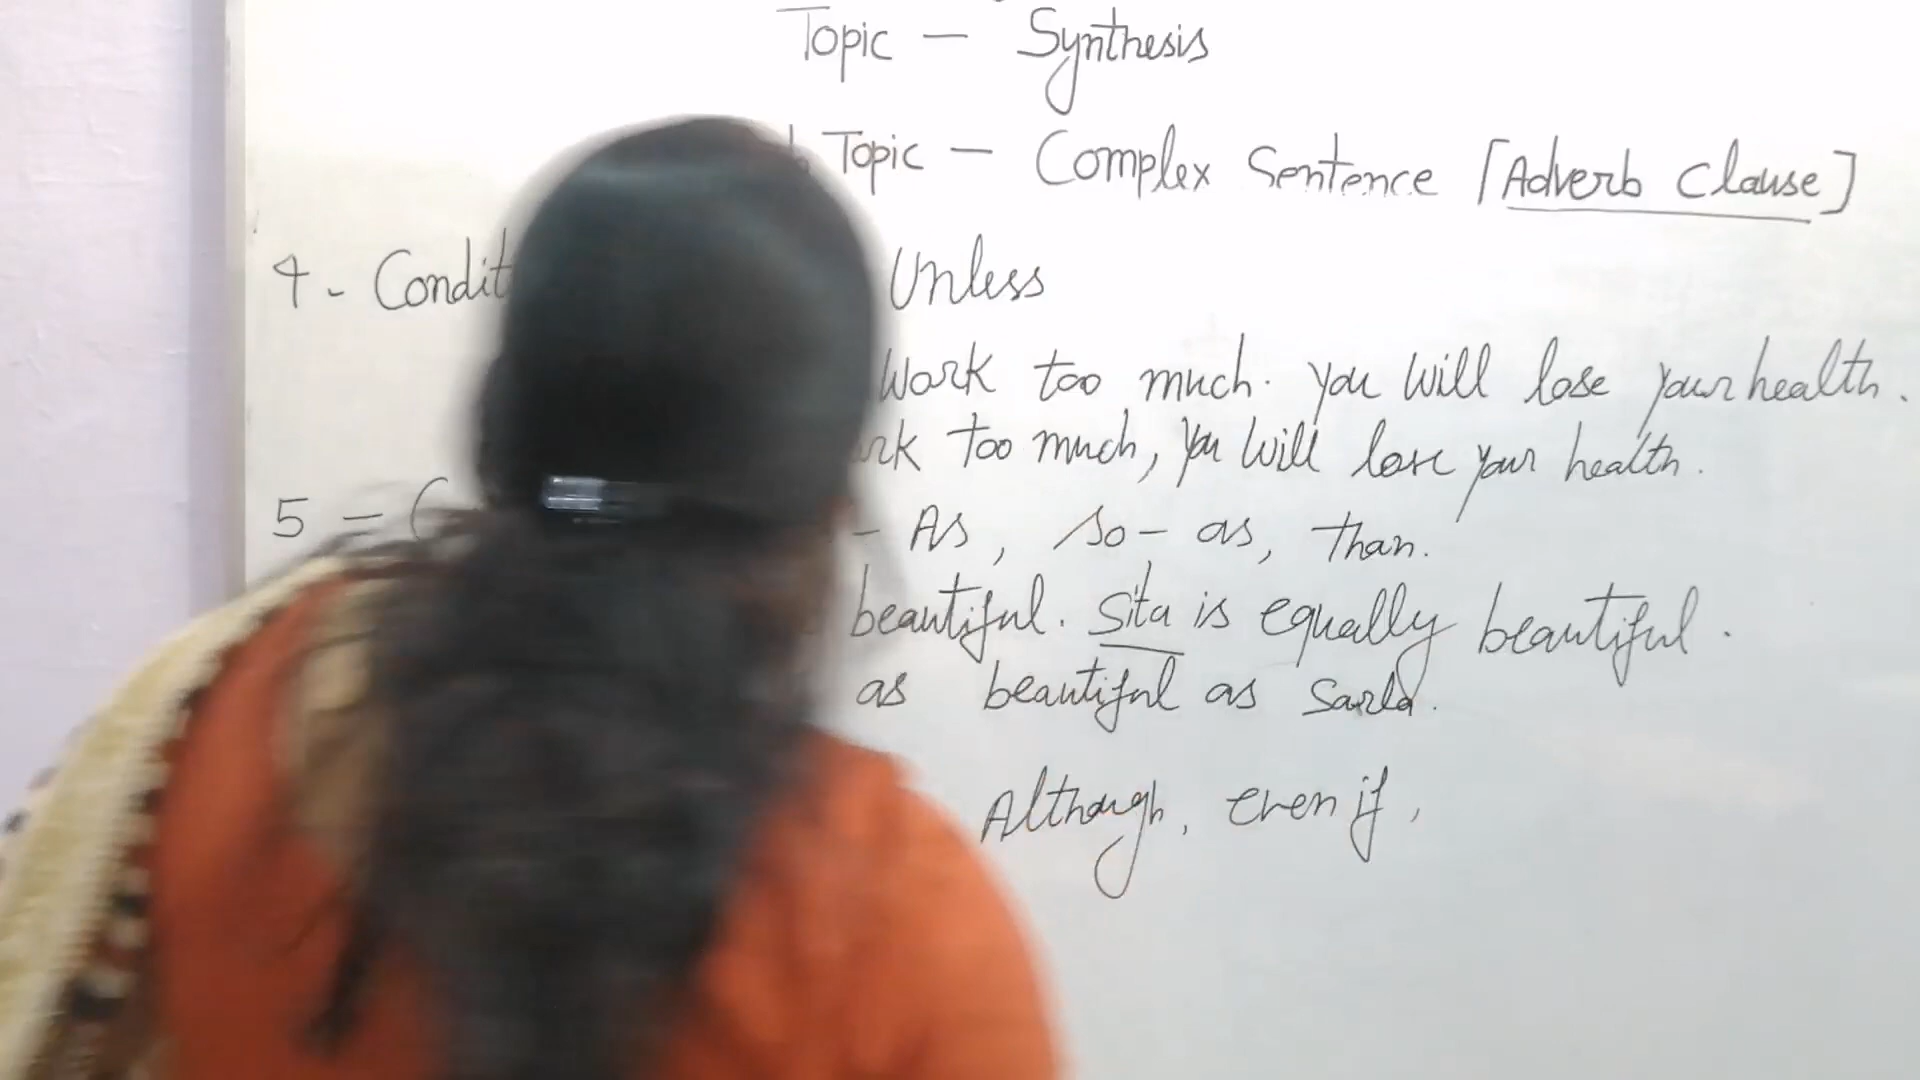 Topic - Synthesis
Topic - Complex Sentence [Adverb Clause]
4 - Unless
Work too much. you will lose your health.
too much, you will lose your health.
5 - - As, so - as, than.
beautiful. Sita is equally beautiful.
as beautiful as Sarla.
Although, even if,